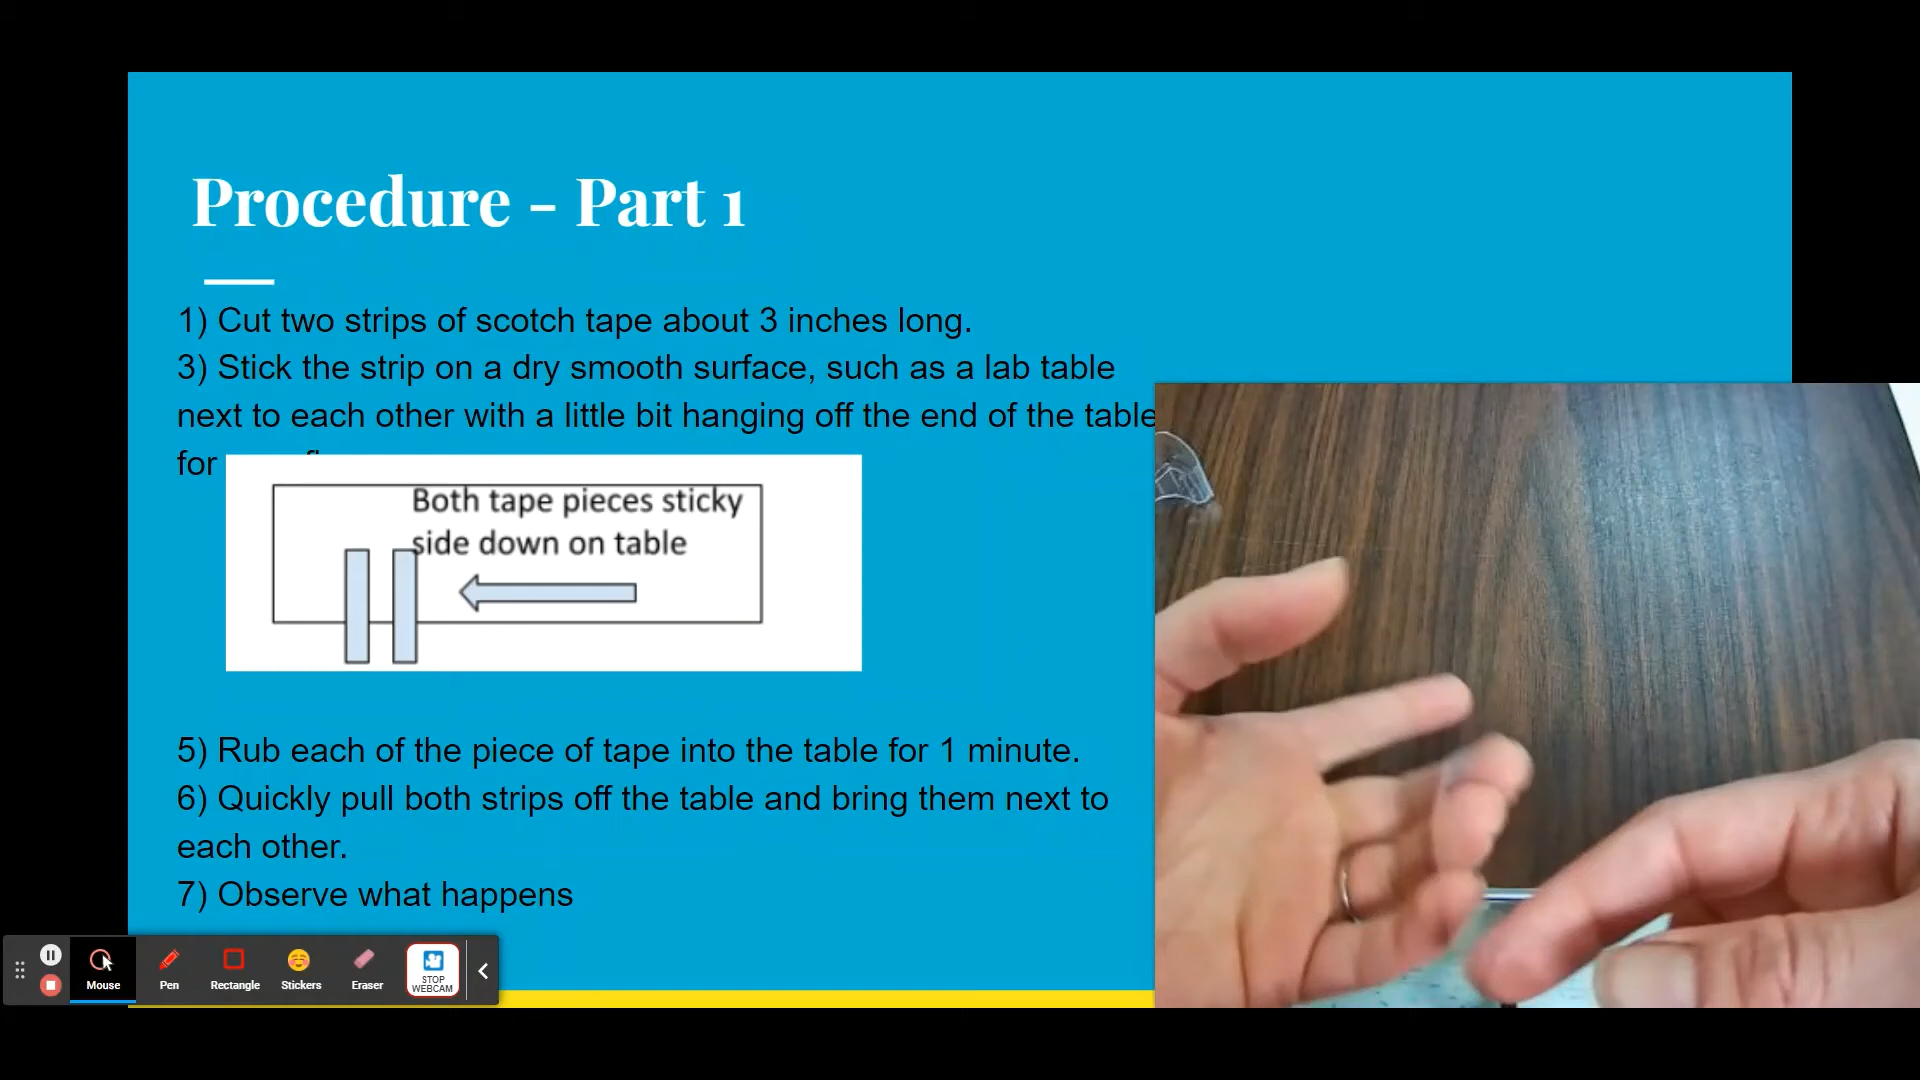 Procedure - Part 1
1) Cut two strips of scotch tape about 3 inches long.
3) Stick the strip on a dry smooth surface, such as a lab table
next to each other with a little bit hanging off the end of the table
for
Both tape pieces sticky
side down on table
5) Rub each of the piece of tape into the table for 1 minute.
6) Quickly pull both strips off the table and bring them next to
each other.
7) Observe what happens
Mouse
Pen
Rectangle
Stickers
Eraser
STOP
WEBCAM